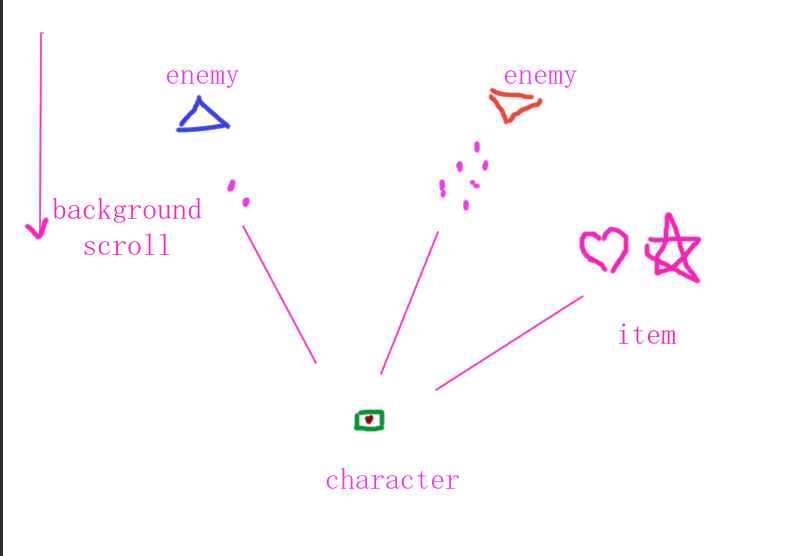 enemy
enemy
background
scroll
item
character